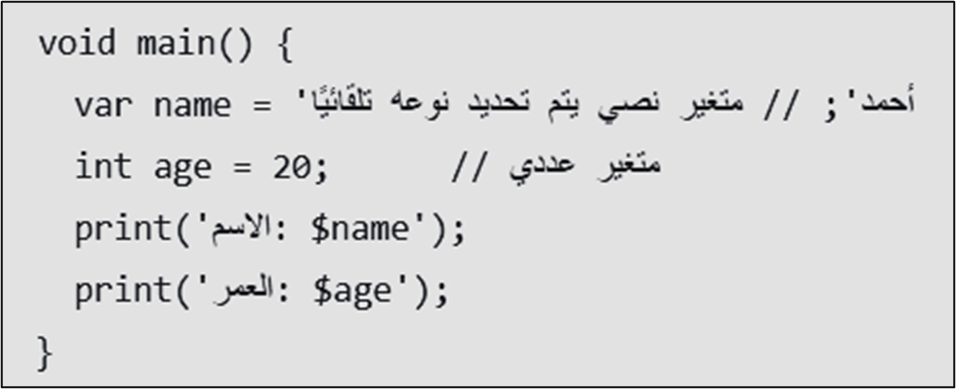 void main() {
var name = 'أحمد'; // متغير نصي يتم تحديد نوعه تلقائيًا
int age = 20; // متغير عددي
print('الاسم: $name');
print('العمر: $age');
}